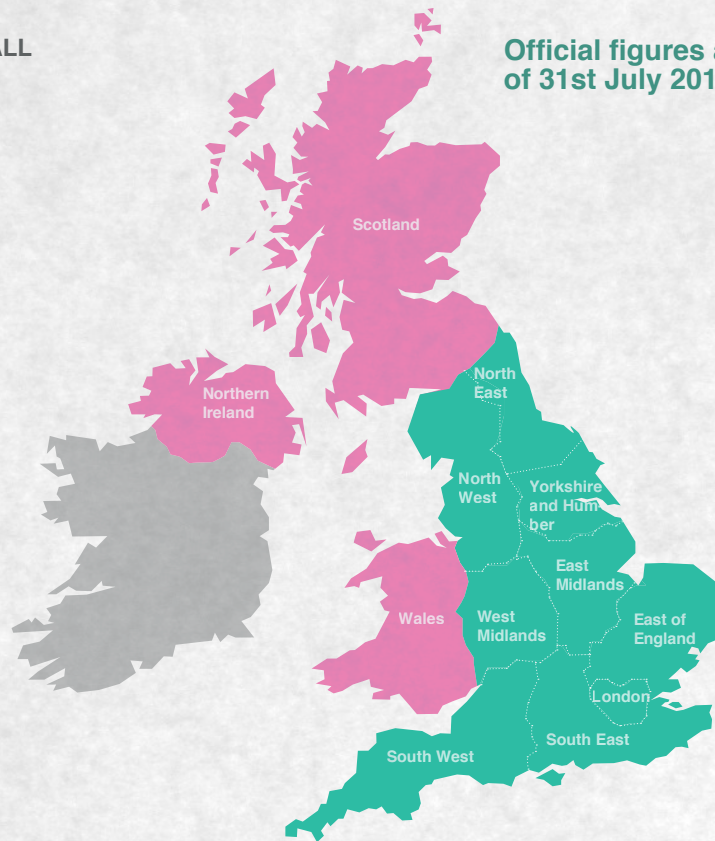 ALL
Official figures a
of 31st July 201
Scotland
Northern
Ireland
North
East
North
West
Yorkshire
and Hum-
ber
East
Midlands
Wales
West
Midlands
East of
England
London
South East
South West